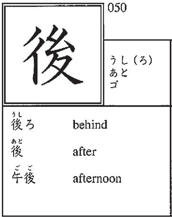 050
後
うし(ろ)
あと
ゴ
うし
後ろ behind
あと
後 after
ごご
午後 afternoon